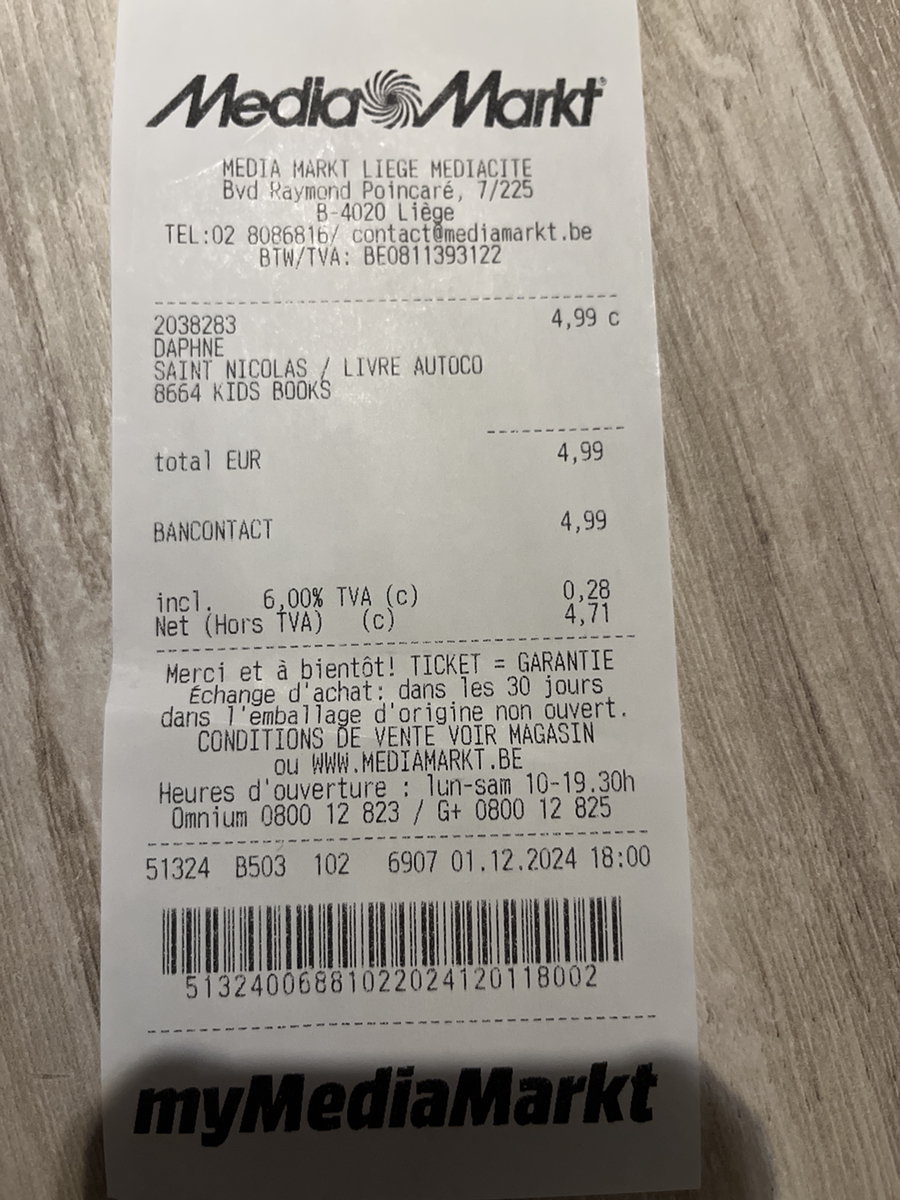 Media Markt
MEDIA MARKT LIEGE MEDIACITE
Bvd Raymond Poincaré, 7/225
B-4020 Liège
TEL:02 8086816/ contact@mediamarkt.be
BTW/TVA: BE0811393122
2038283 4,99 c
DAPHNE
SAINT NICOLAS / LIVRE AUTOCO
8664 KIDS BOOKS
total EUR 4,99
BANCONTACT 4,99
incl. 6,00% TVA (c) 0,28
Net (Hors TVA) (c) 4,71
Merci et à bientôt! TICKET = GARANTIE
Échange d'achat: dans les 30 jours
dans l'emballage d'origine non ouvert.
CONDITIONS DE VENTE VOIR MAGASIN
ou WWW.MEDIAMARKT.BE
Heures d'ouverture : lun-sam 10-19.30h
Omnium 0800 12 823 / G+ 0800 12 825
51324 B503 102 6907 01.12.2024 18:00
51324006881022024120118002
myMediaMarkt